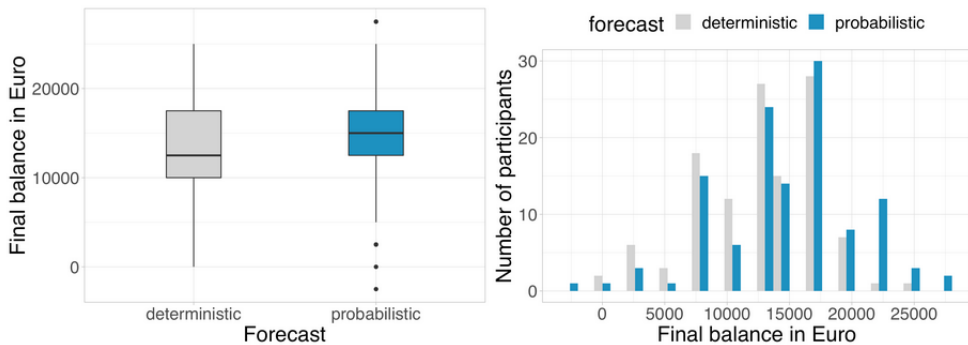 Final balance in Euro
20000
10000
0
deterministic probabilistic
Forecast
forecast deterministic probabilistic
Number of participants
30
20
10
0
0 5000 10000 15000 20000 25000
Final balance in Euro